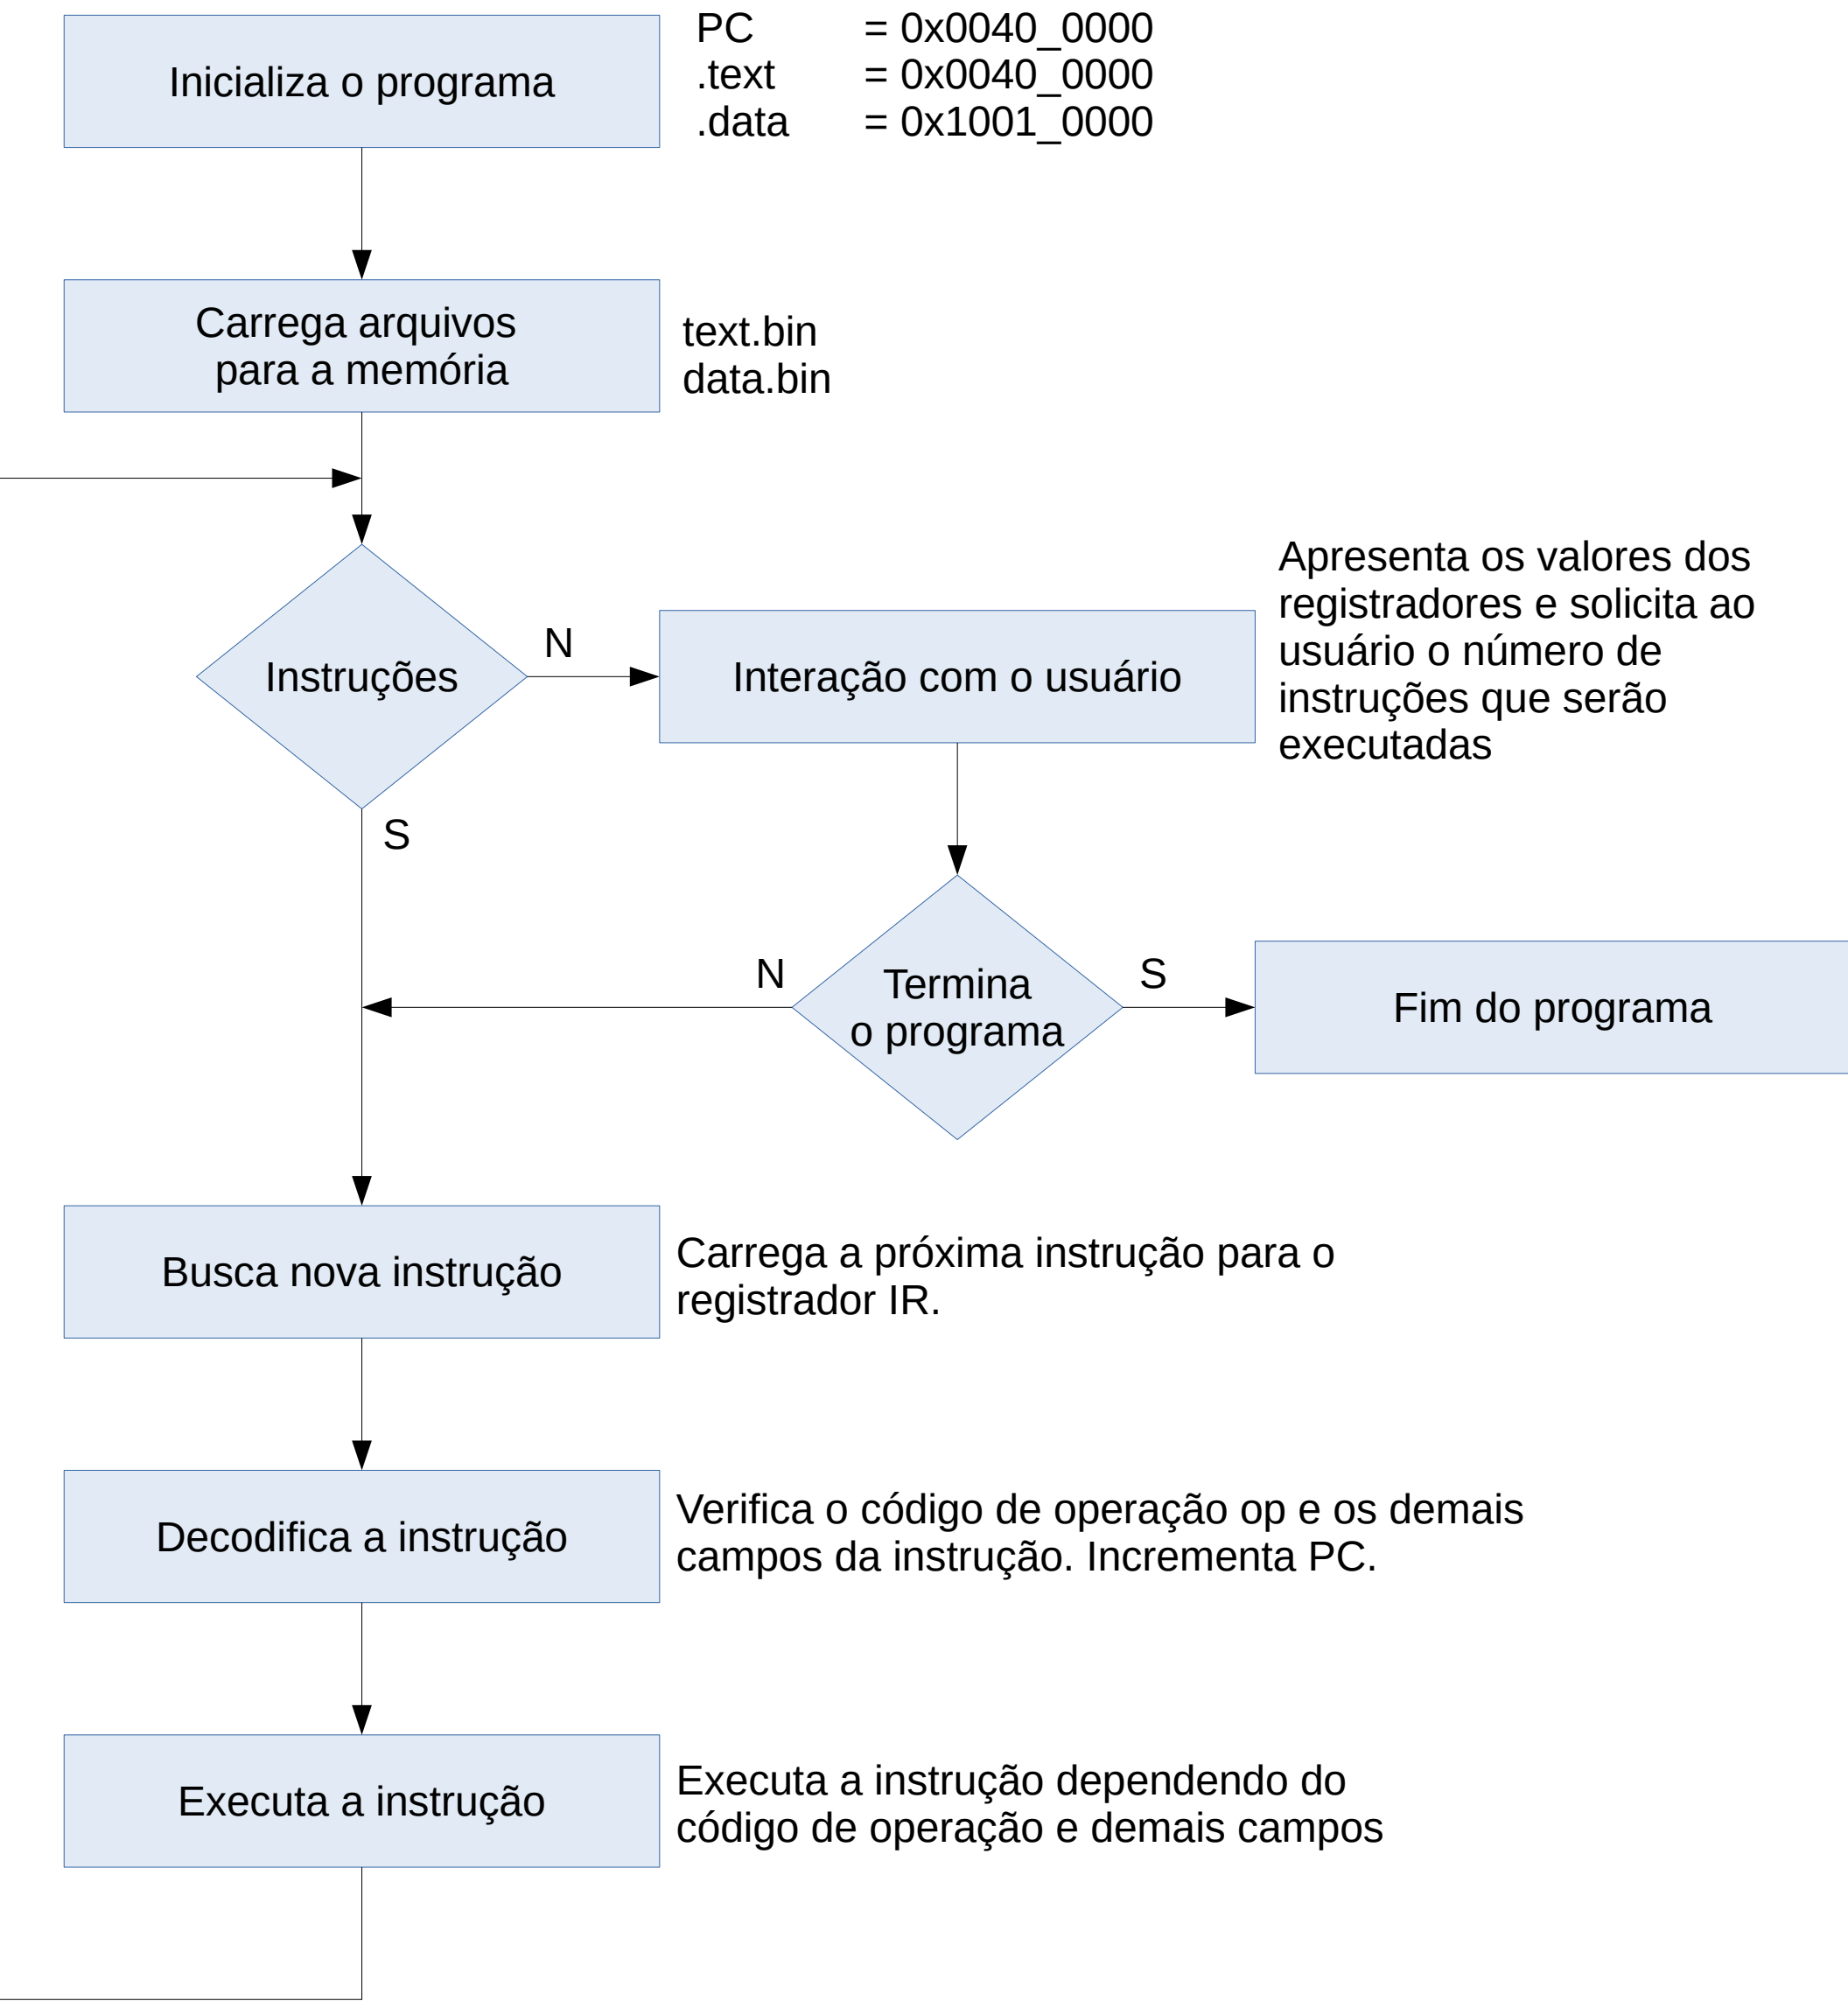 Inicializa o programa
PC = 0x0040_0000
.text = 0x0040_0000
.data = 0x1001_0000
Carrega arquivos
para a memória
text.bin
data.bin
Instruções
N
S
Interação com o usuário
Apresenta os valores dos
registradores e solicita ao
usuário o número de
instruções que serão
executadas
Termina
o programa
N
S
Fim do programa
Busca nova instrução
Carrega a próxima instrução para o
registrador IR.
Decodifica a instrução
Verifica o código de operação op e os demais
campos da instrução. Incrementa PC.
Executa a instrução
Executa a instrução dependendo do
código de operação e demais campos